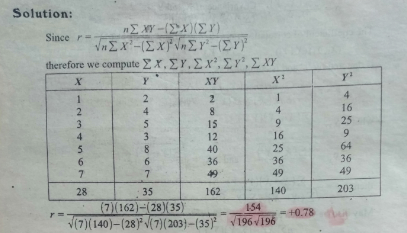 Solution:
Since r = n∑XY−(∑X)(∑Y) / √n∑X²−(∑X)² √n∑Y²−(∑Y)²
therefore we compute ∑X, ∑Y, ∑X², ∑Y², ∑XY
X Y XY X² Y²
1 2 2 1 4
2 4 8 4 16
3 5 15 9 25
4 3 12 16 9
5 8 40 25 64
6 6 36 36 36
7 7 49 49 49
28 35 162 140 203
r = (7)(162)−(28)(35) / √(7)(140)−(28)² √(7)(203)−(35)² = 154 / √196 √196 = +0.78